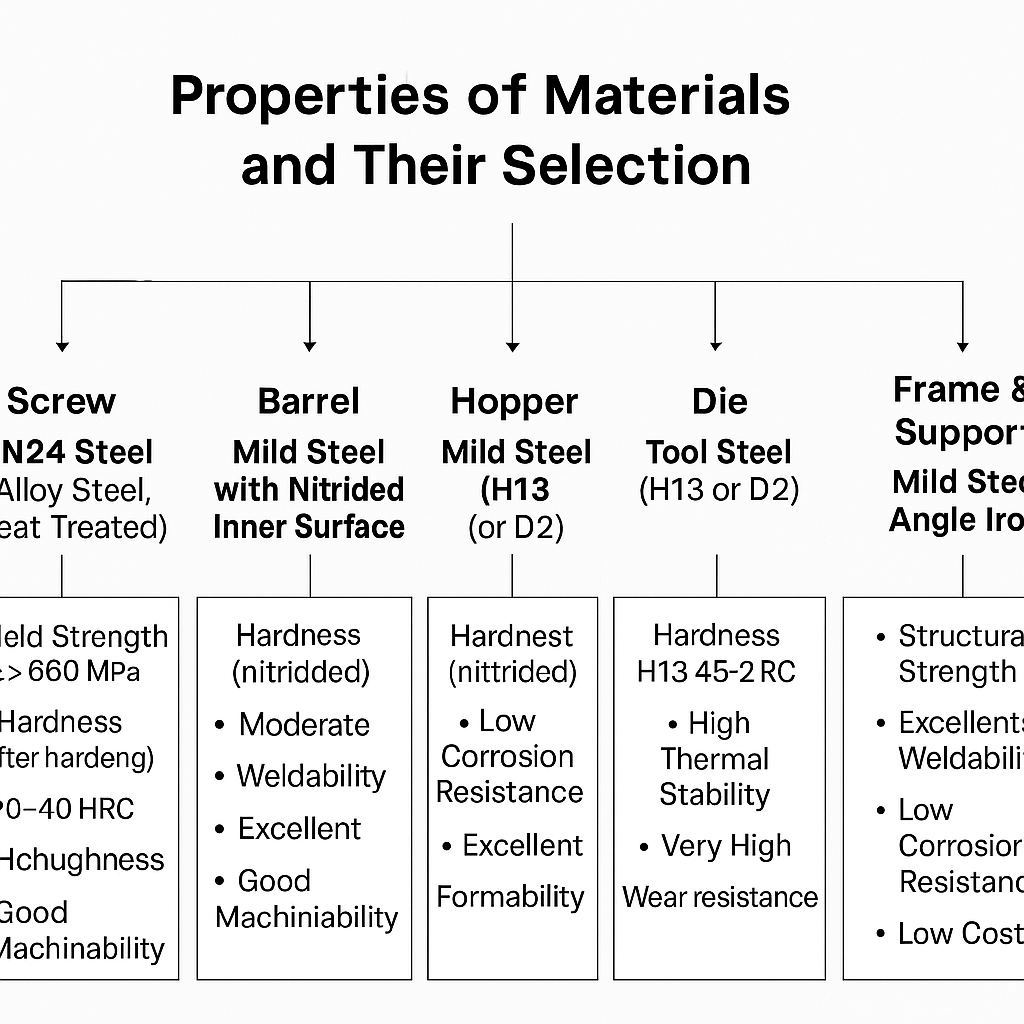 Properties of Materials
and Their Selection
Screw
N24 Steel
Alloy Steel,
eat Treated)
eld Strength
> 660 MPa
Hardness
fter hardeng)
0–40 HRC
Hchughness
Good
Machinability
Barrel
Mild Steel
with Nitrided
Inner Surface
Hardness
(nitridded)
• Moderate
• Weldability
• Excellent
• Good
Machiniability
Hopper
Mild Steel
(H13
(or D2)
Hardnest
(nittrided)
• Low
Corrosion
Resistance
• Excellent
Formability
Die
Tool Steel
(H13 or D2)
Hardness
H13 45-2 RC
• High
Thermal
Stability
• Very High
Wear resistance
Frame &
Support
Mild Stee
Angle Iro
• Structura
Strength
• Excellents
Weldabili
• Low
Corrosion
Resistanc
• Low Cost